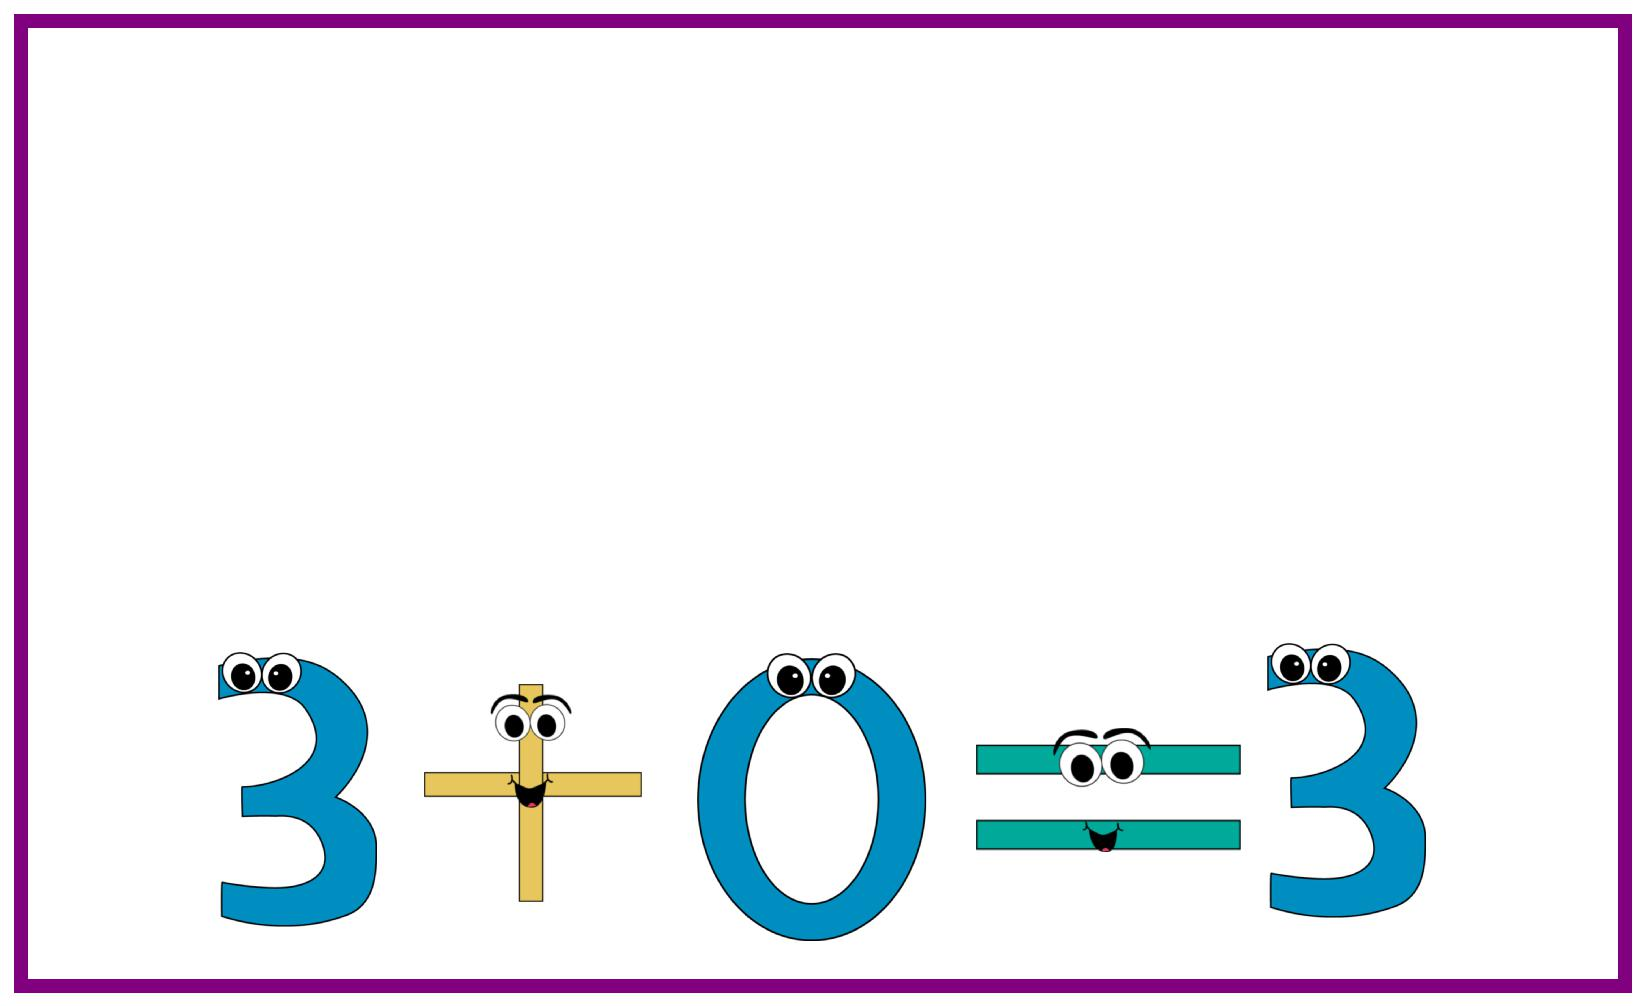 3 + 0 = 3